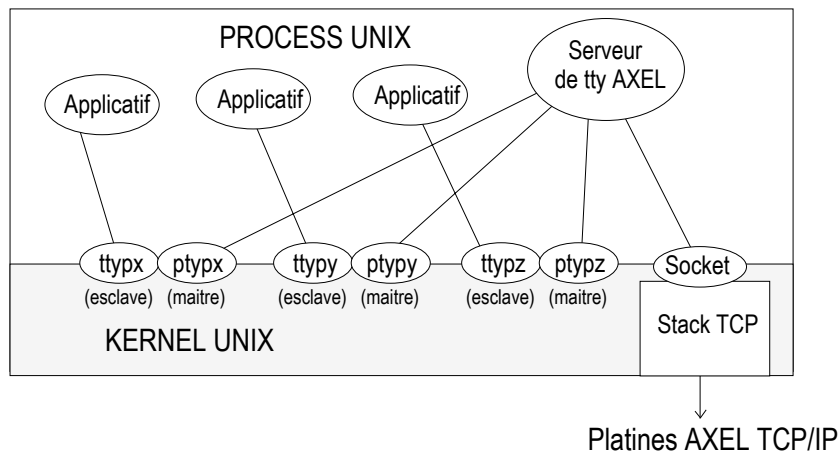 PROCESS UNIX
Serveur
de tty AXEL
Applicatif
Applicatif
Applicatif
ttypx
ptypx
ttypy
ptypy
ttypz
ptypz
Socket
(esclave)
(maitre)
(esclave)
(maitre)
(esclave)
(maitre)
Stack TCP
KERNEL UNIX
Platines AXEL TCP/IP